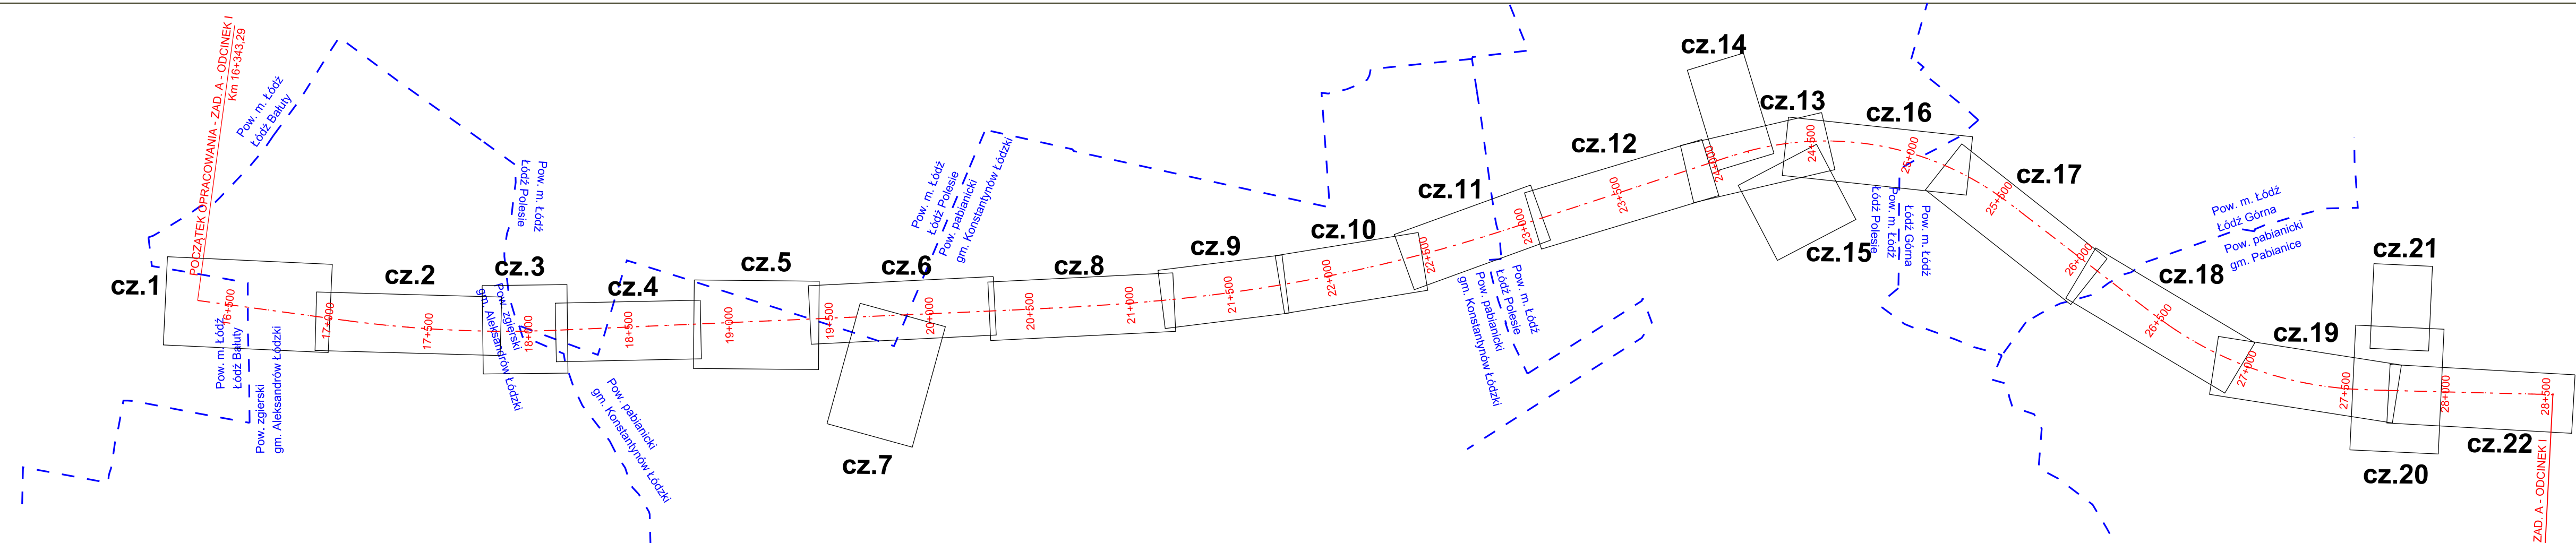 POCZĄTEK OPRACOWANIA - ZAD. A - ODCINEK I
Km 16+343,29
Pow. m. Łódź
Łódź Bałuty
cz.1
16+500
Pow. m. Łódź
Łódź Bałuty
Pow. zgierski
gm. Aleksandrów Łódzki
17+000
cz.2
17+500
Pow. m. Łódź
Łódź Polesie
cz.3
18+000
Pow. zgierski
gm. Aleksandrów Łódzki
cz.4
18+500
Pow. pabianicki
gm. Konstantynów Łódzki
19+000
cz.5
19+500
cz.6
20+000
cz.7
Pow. m. Łódź
Łódź Polesie
Pow. pabianicki
gm. Konstantynów Łódzki
cz.8
20+500
21+000
cz.9
21+500
cz.10
22+000
cz.11
22+500
23+000
Pow. m. Łódź
Łódź Polesie
Pow. pabianicki
gm. Konstantynów Łódzki
cz.12
23+500
24+000
cz.14
cz.13
24+500
cz.15
cz.16
25+000
Pow. m. Łódź
Łódź Górna
Pow. m. Łódź
Łódź Polesie
25+500
cz.17
26+000
cz.18
26+500
Pow. m. Łódź
Łódź Górna
Pow. pabianicki
gm. Pabianice
27+000
cz.19
27+500
cz.21
28+000
cz.20
cz.22
28+500
ZAD. A - ODCINEK I